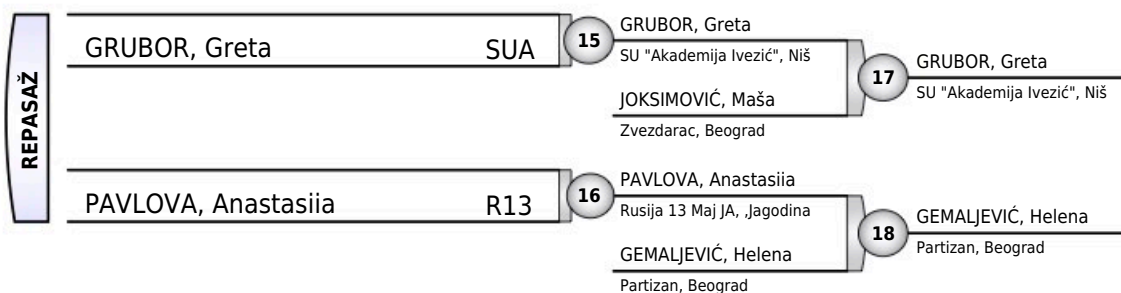 REPASAŽ
GRUBOR, Greta SUA
15
GRUBOR, Greta
SU "Akademija Ivezić", Niš
JOKSIMOVIĆ, Maša
Zvezdarac, Beograd
17
GRUBOR, Greta
SU "Akademija Ivezić", Niš
PAVLOVA, Anastasiia R13
16
PAVLOVA, Anastasiia
Rusija 13 Maj JA, ,Jagodina
GEMALJEVIĆ, Helena
Partizan, Beograd
18
GEMALJEVIĆ, Helena
Partizan, Beograd